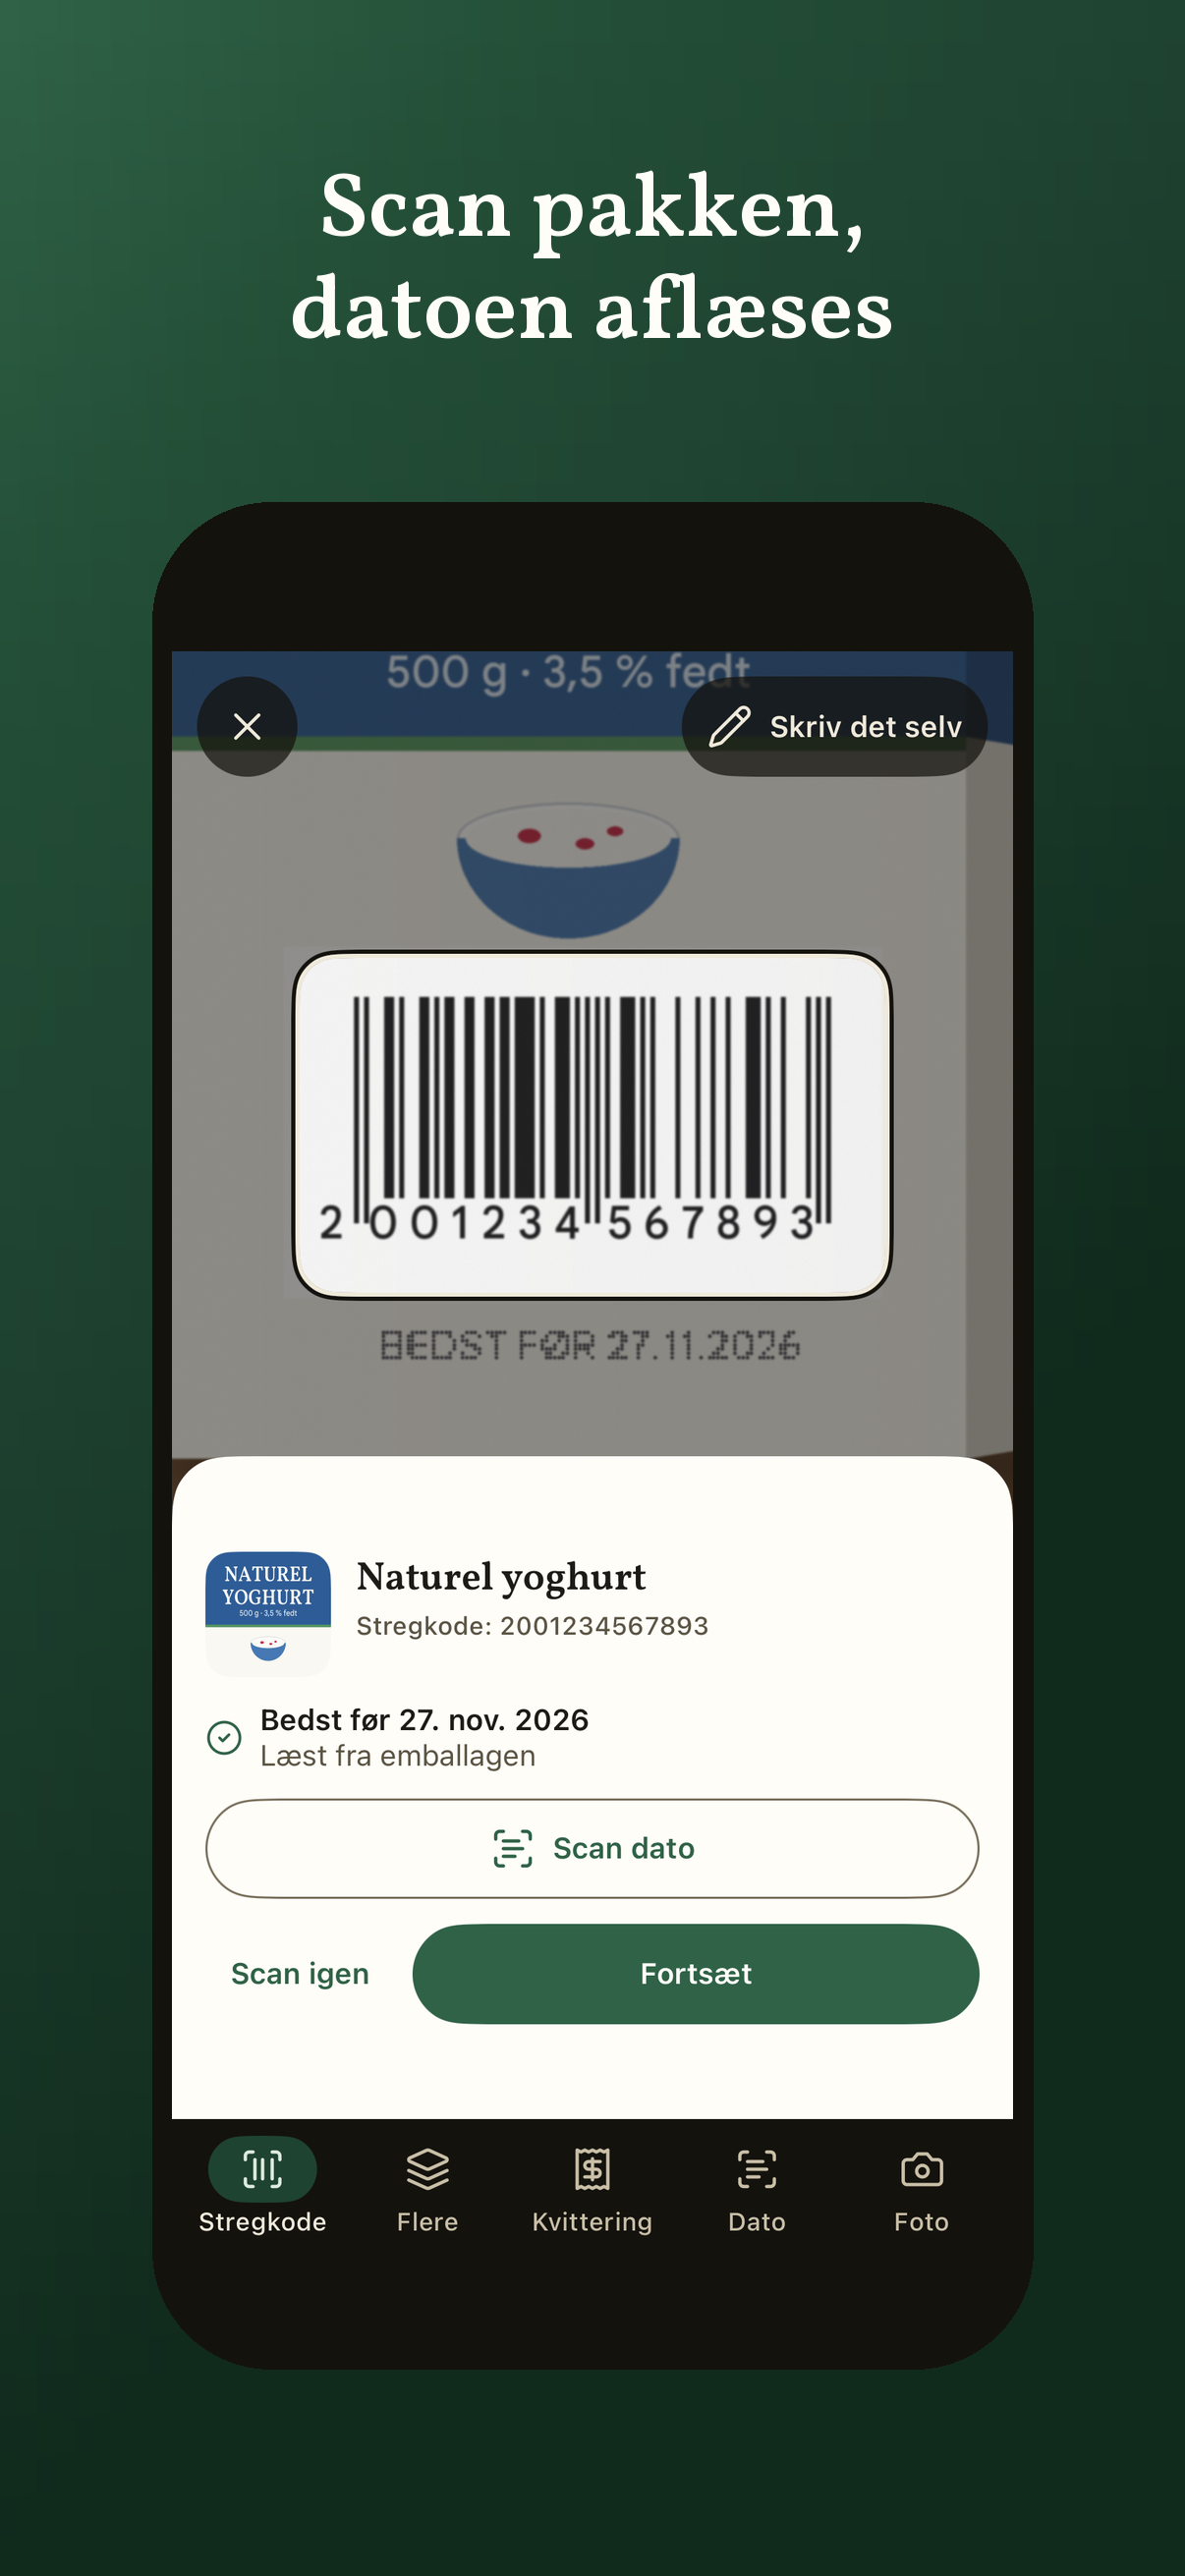 Scan pakken,
datoen aflæses
500 g · 3,5 % fedt
Skriv det selv
2 001234 567893
BEDST FØR 27.11.2026
NATUREL
YOGHURT
500 g · 3,5 % fedt
Naturel yoghurt
Stregkode: 2001234567893
Bedst før 27. nov. 2026
Læst fra emballagen
Scan dato
Scan igen
Fortsæt
Stregkode
Flere
Kvittering
Dato
Foto